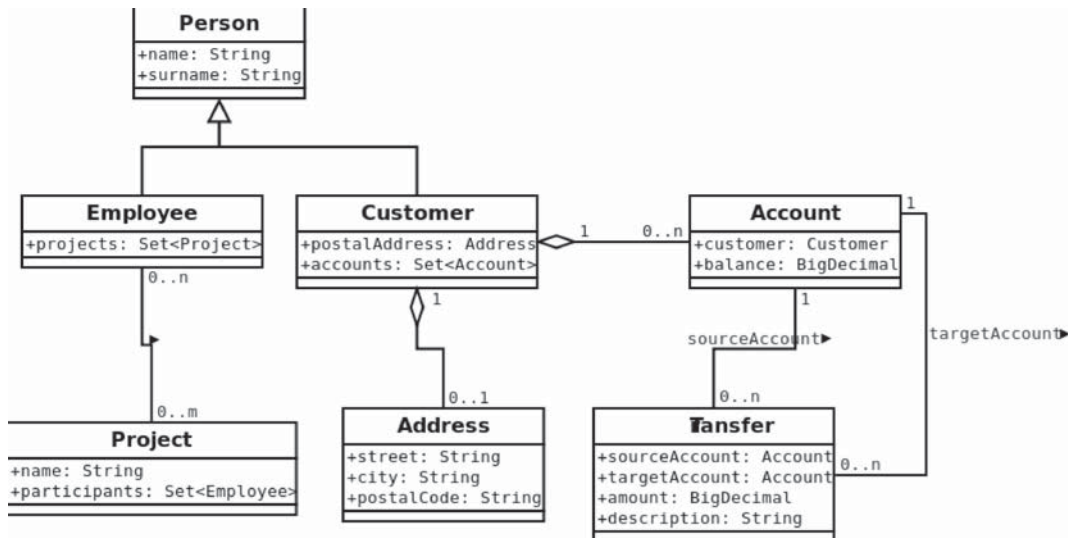 Person
+name: String
+surname: String
Employee
+projects: Set<Project>
0..n
Customer
+postalAddress: Address
+accounts: Set<Account>
1
0..n
1
Account
+customer: Customer
+balance: BigDecimal
1
1
sourceAccount
targetAccount
0..m
0..1
0..n
0..n
Project
+name: String
+participants: Set<Employee>
Address
+street: String
+city: String
+postalCode: String
Tansfer
+sourceAccount: Account
+targetAccount: Account
+amount: BigDecimal
+description: String